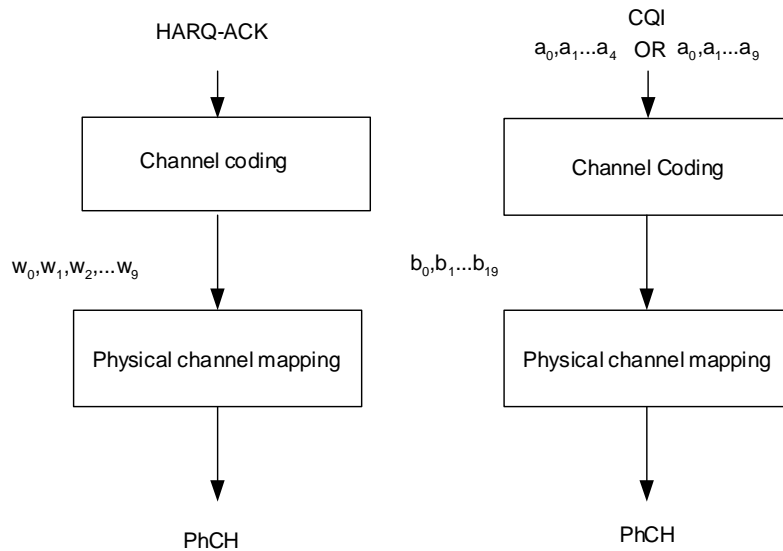 HARQ-ACK
Channel coding
w0,w1,w2,...w9
Physical channel mapping
PhCH
CQI
a0,a1...a4 OR a0,a1...a9
Channel Coding
b0,b1...b19
Physical channel mapping
PhCH